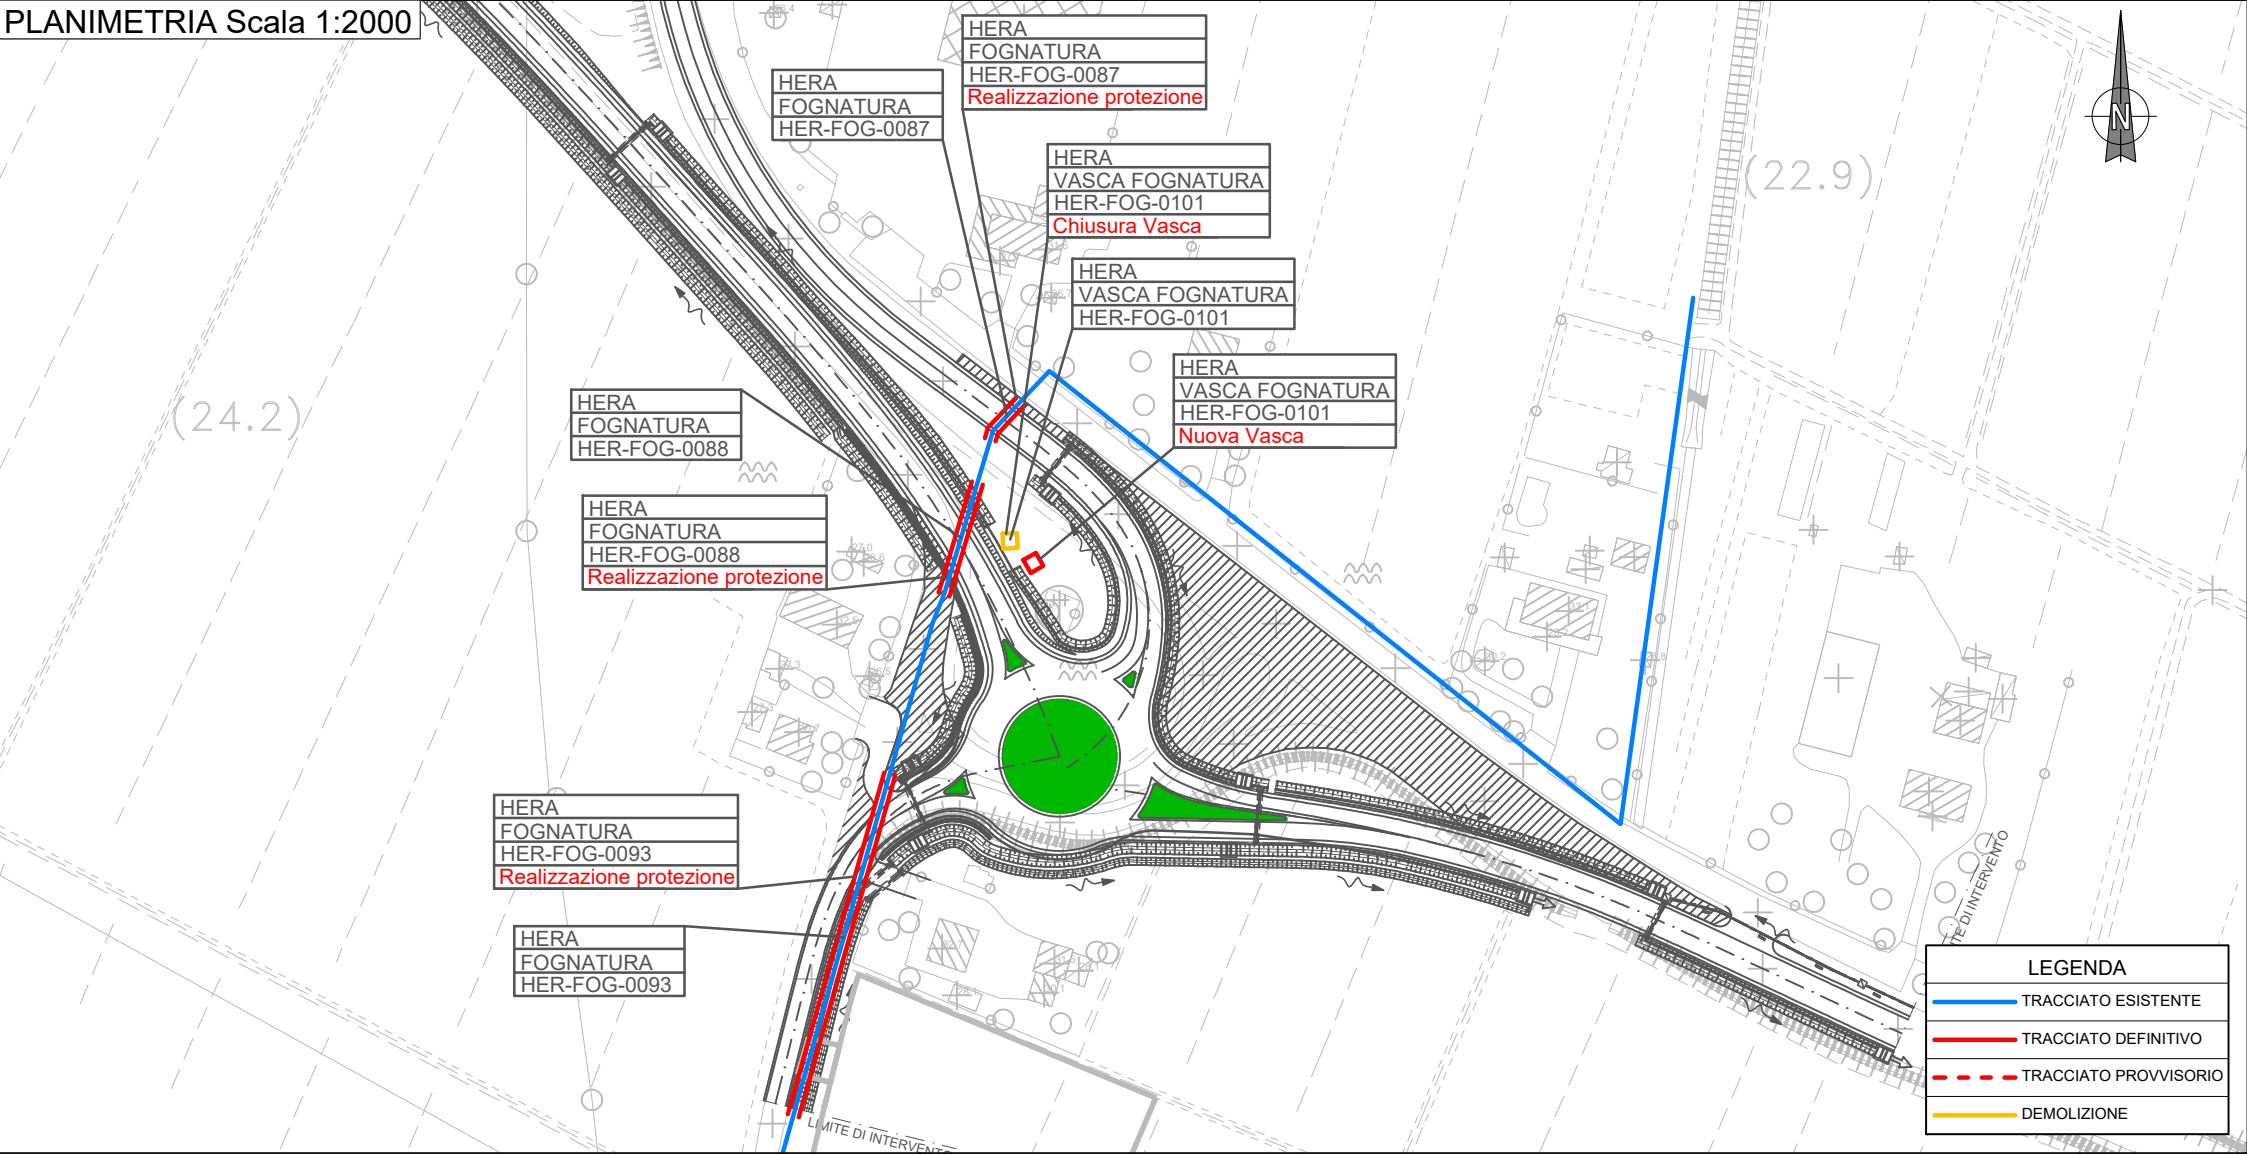 PLANIMETRIA Scala 1:2000
HERA
FOGNATURA
HER-FOG-0087
Realizzazione protezione
HERA
FOGNATURA
HER-FOG-0087
N
HERA
VASCA FOGNATURA
HER-FOG-0101
Chiusura Vasca
(22.9)
HERA
VASCA FOGNATURA
HER-FOG-0101
HERA
VASCA FOGNATURA
HER-FOG-0101
Nuova Vasca
(24.2)
HERA
FOGNATURA
HER-FOG-0088
HERA
FOGNATURA
HER-FOG-0088
Realizzazione protezione
HERA
FOGNATURA
HER-FOG-0093
Realizzazione protezione
HERA
FOGNATURA
HER-FOG-0093
LIMITE DI INTERVENTO
ITE DI INTERVENTO
LEGENDA
TRACCIATO ESISTENTE
TRACCIATO DEFINITIVO
TRACCIATO PROVVISORIO
DEMOLIZIONE